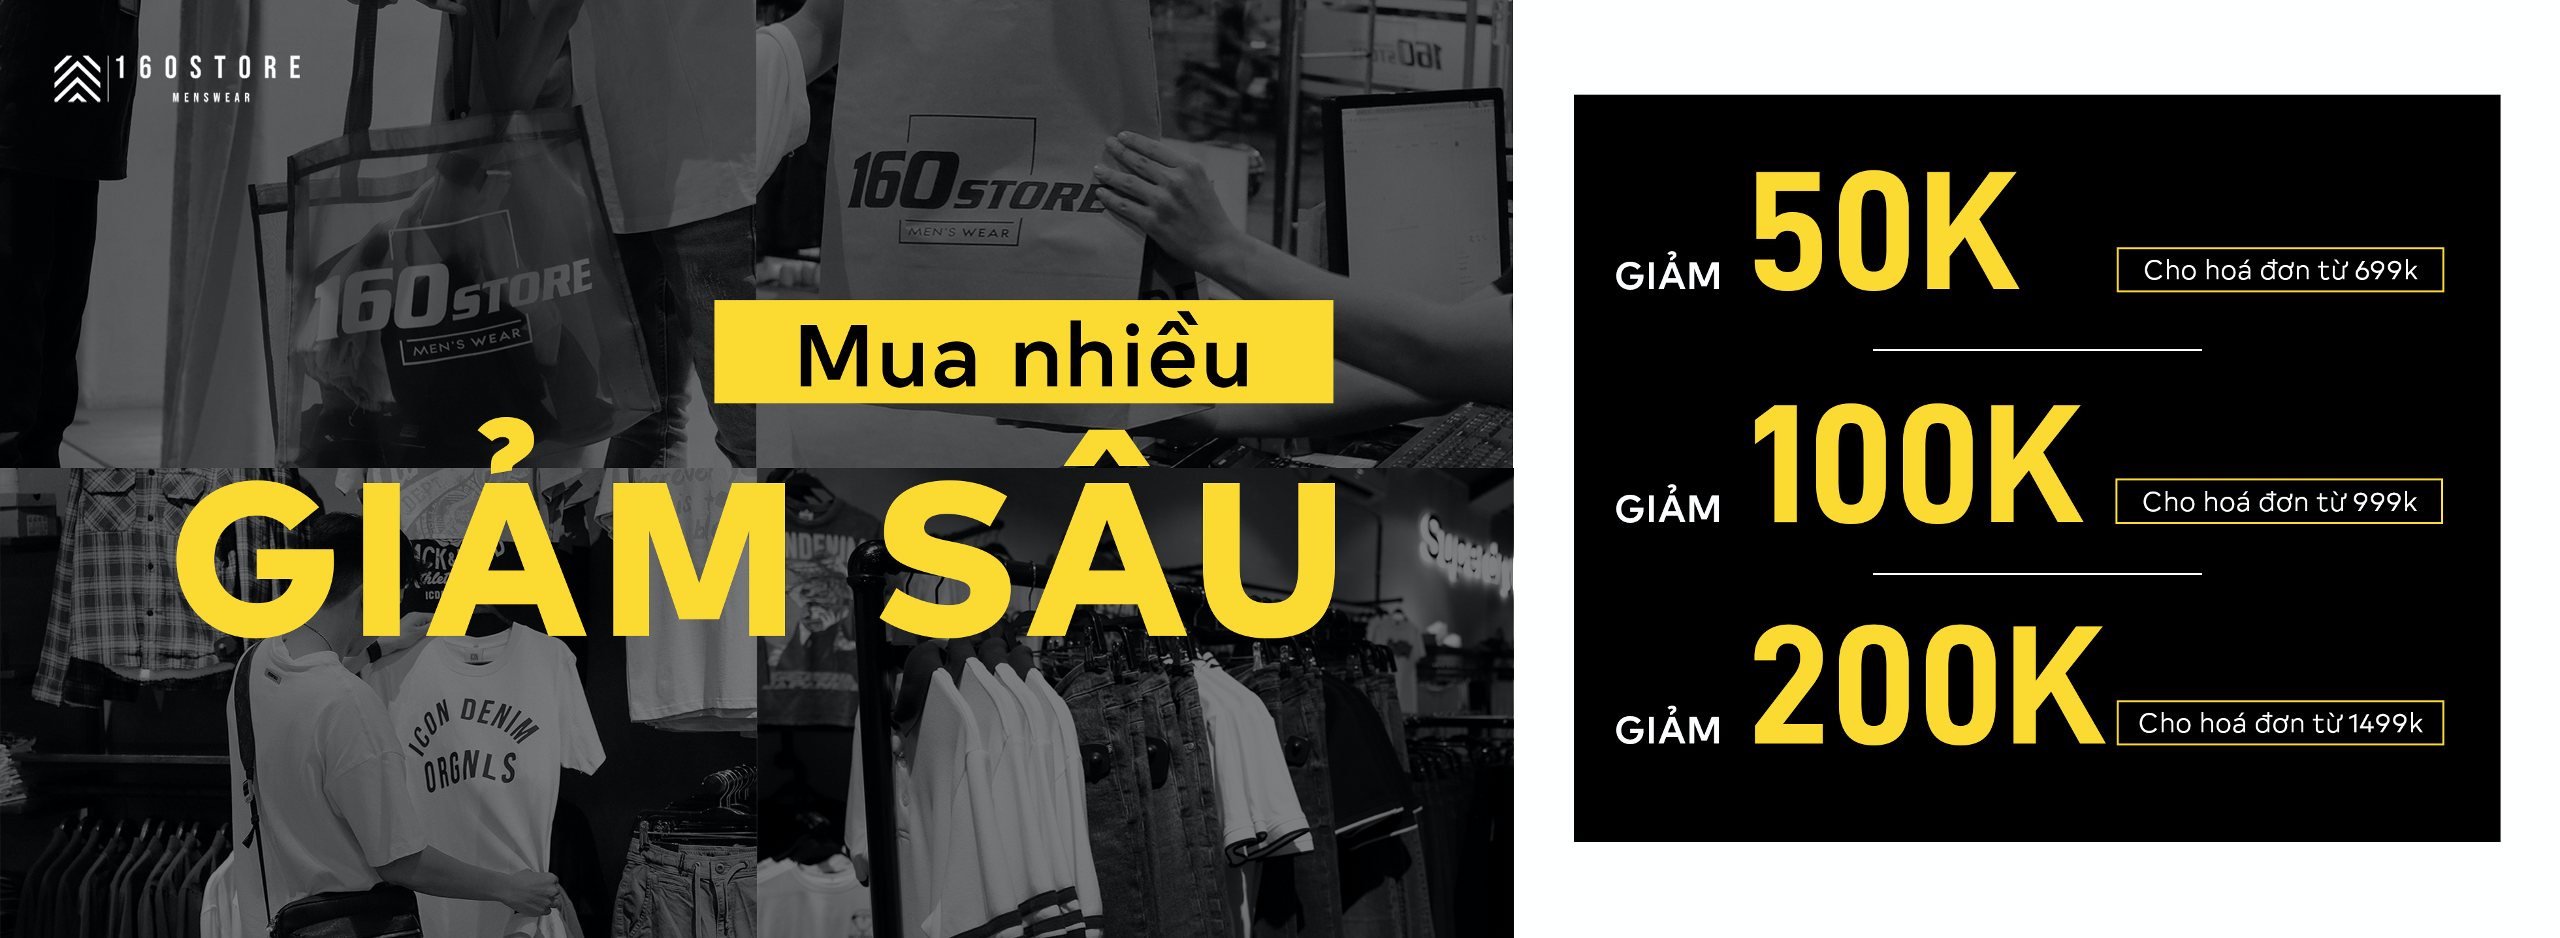 160STORE
MENSWEAR
160STORE
MEN'S WEAR
160STORE
MEN'S WEAR
160STORE
Mua nhiều
GIẢM SÂU
ICON DENIM
ORGNLS
GIẢM 50K Cho hoá đơn từ 699k
GIẢM 100K Cho hoá đơn từ 999k
GIẢM 200K Cho hoá đơn từ 1499k